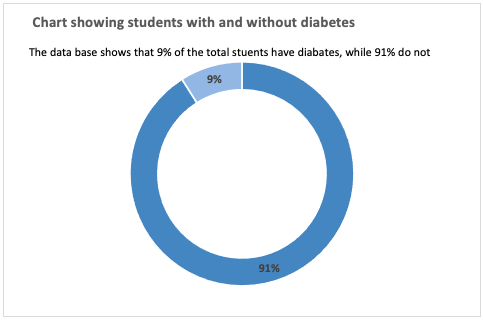 Chart showing students with and without diabetes
The data base shows that 9% of the total stuents have diabates, while 91% do not
9%
91%